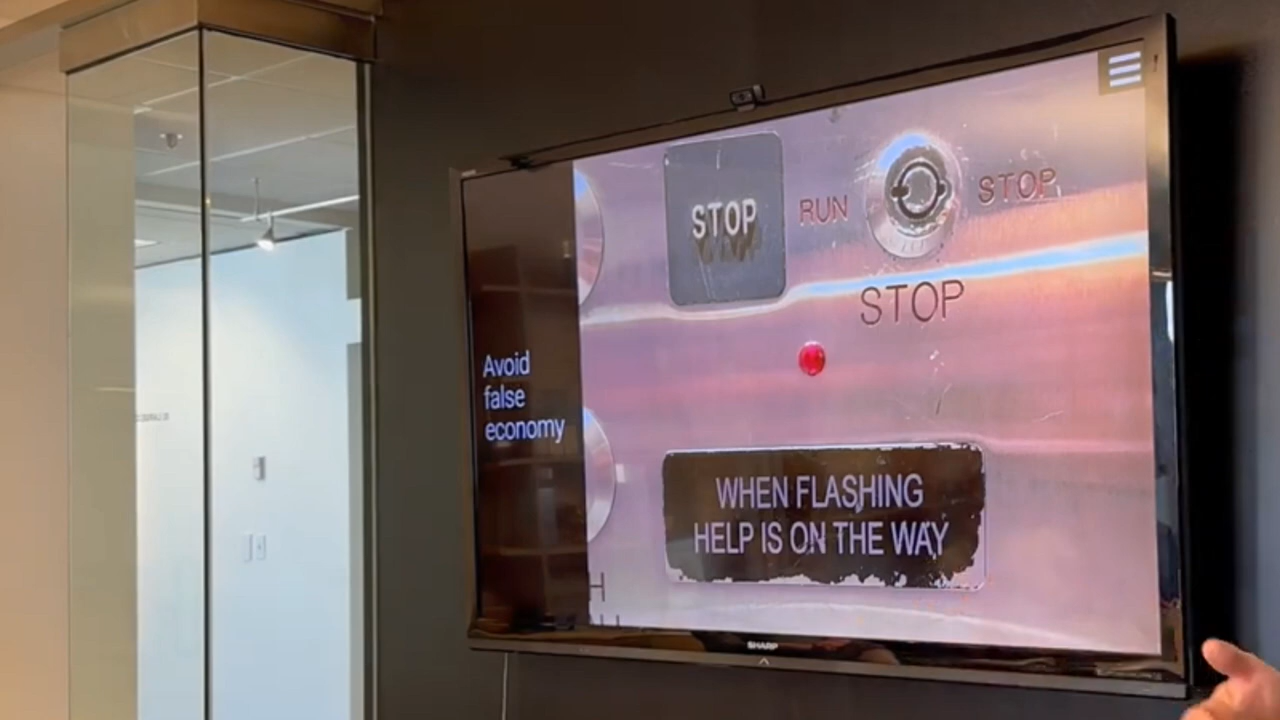 Avoid
false
economy
STOP
RUN
STOP
STOP
WHEN FLASHING
HELP IS ON THE WAY
H
SHARP